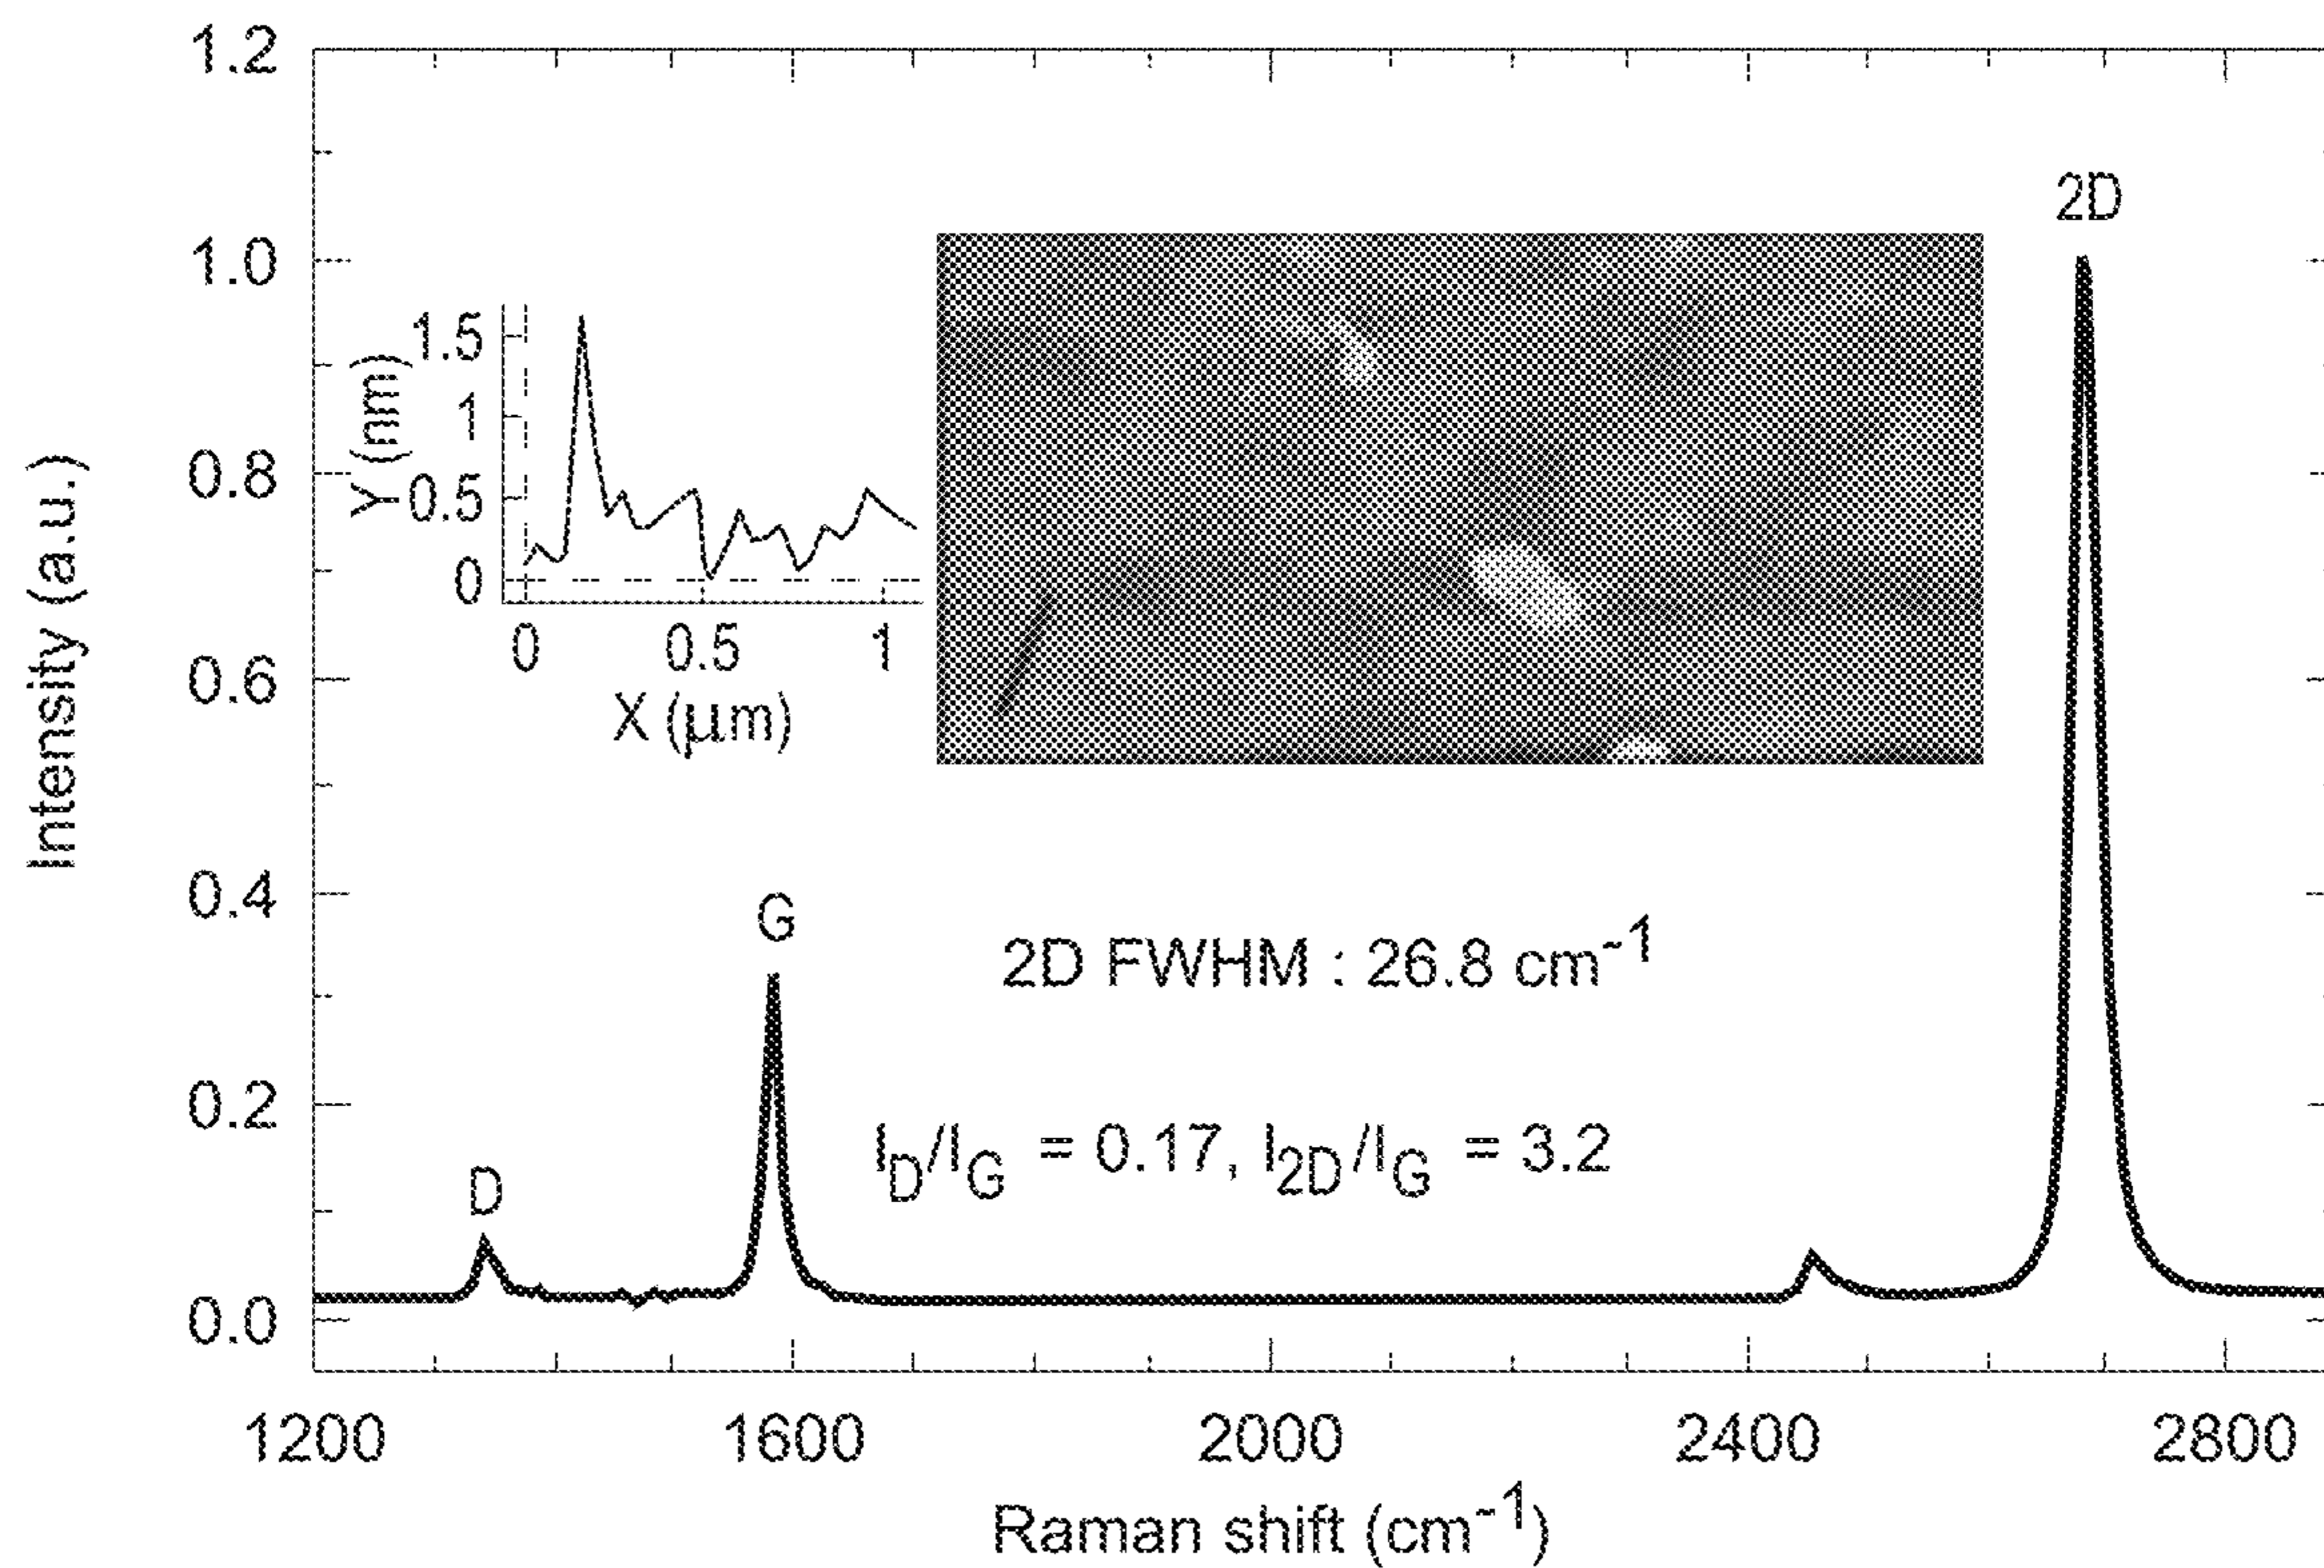 1.2
1.0
0.8
0.6
0.4
0.2
0.0
Intensity (a.u.)
1200
1600
2000
2400
2800
Raman shift (cm⁻¹)
1.5
1
0.5
0
Y (nm)
0
0.5
1
X (μm)
2D
G
D
2D FWHM : 26.8 cm⁻¹
I_D/I_G = 0.17, I_2D/I_G = 3.2